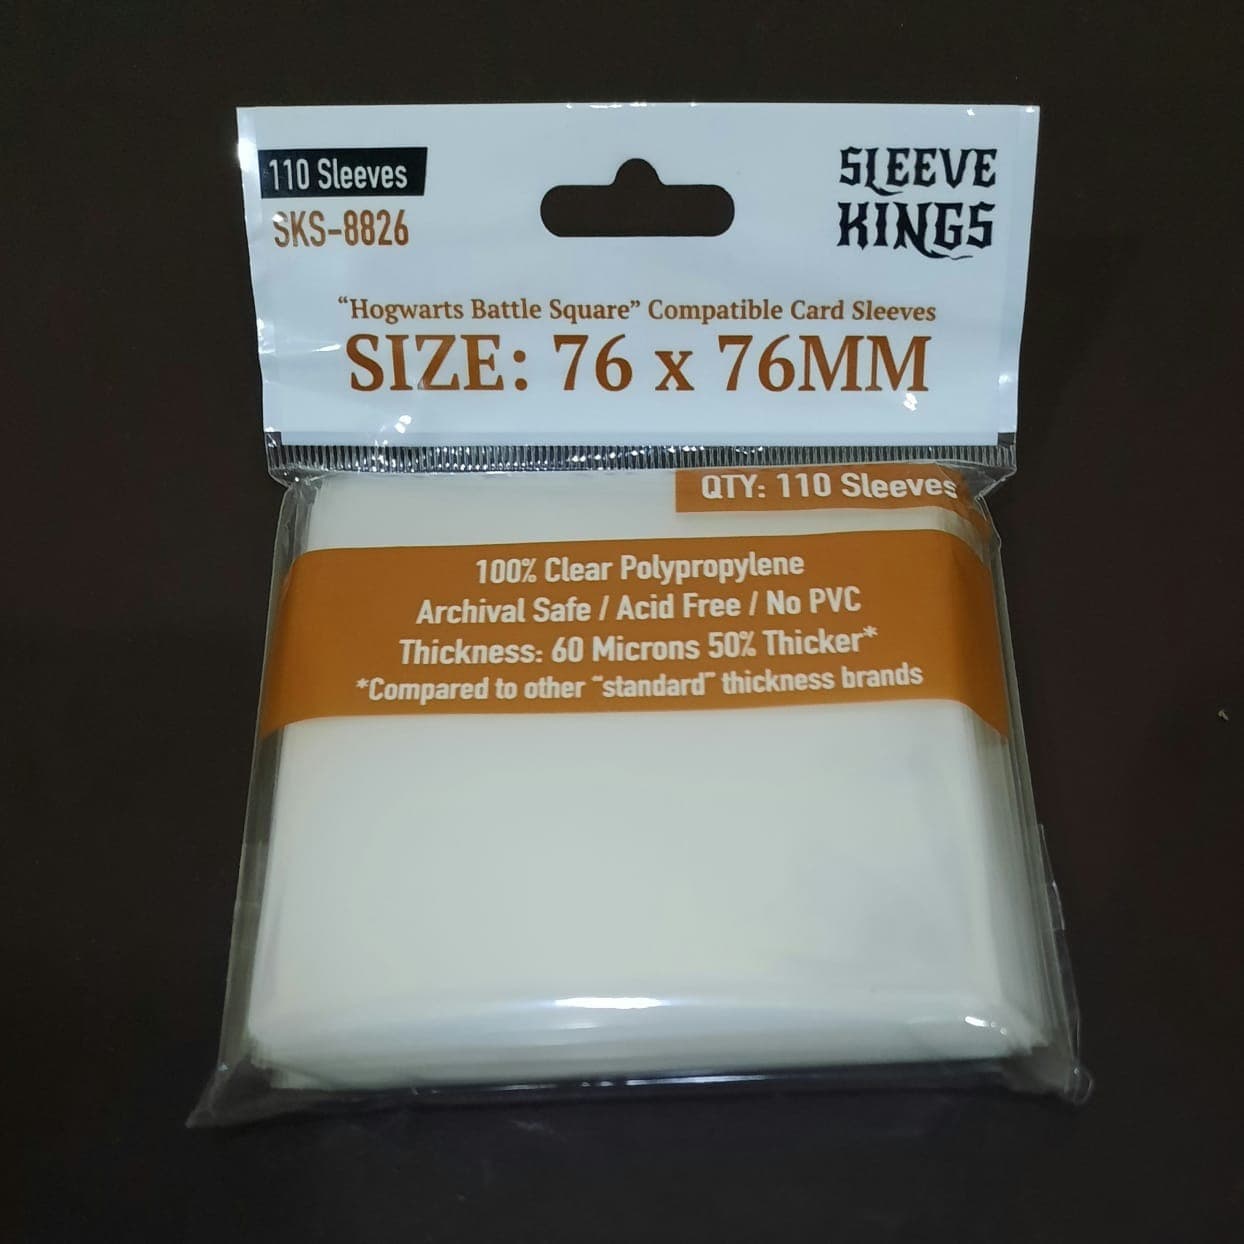 110 Sleeves
SKS-8826
SLEEVE
KINGS
“Hogwarts Battle Square” Compatible Card Sleeves
SIZE: 76 x 76MM
QTY: 110 Sleeves
100% Clear Polypropylene
Archival Safe / Acid Free / No PVC
Thickness: 60 Microns 50% Thicker*
*Compared to other "standard" thickness brands